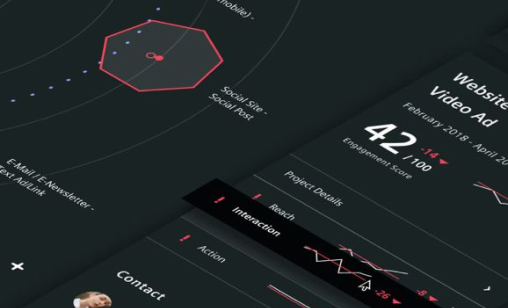 mobile) -
Social Site -
Social Post
E-Mail / E-Newsletter -
Text Ad/Link
Website
Video Ad
February 2018 - April 20
42 /100 -14
Engagement Score
Project Details
! Reach
-8
! Interaction
-26
! Action
Contact